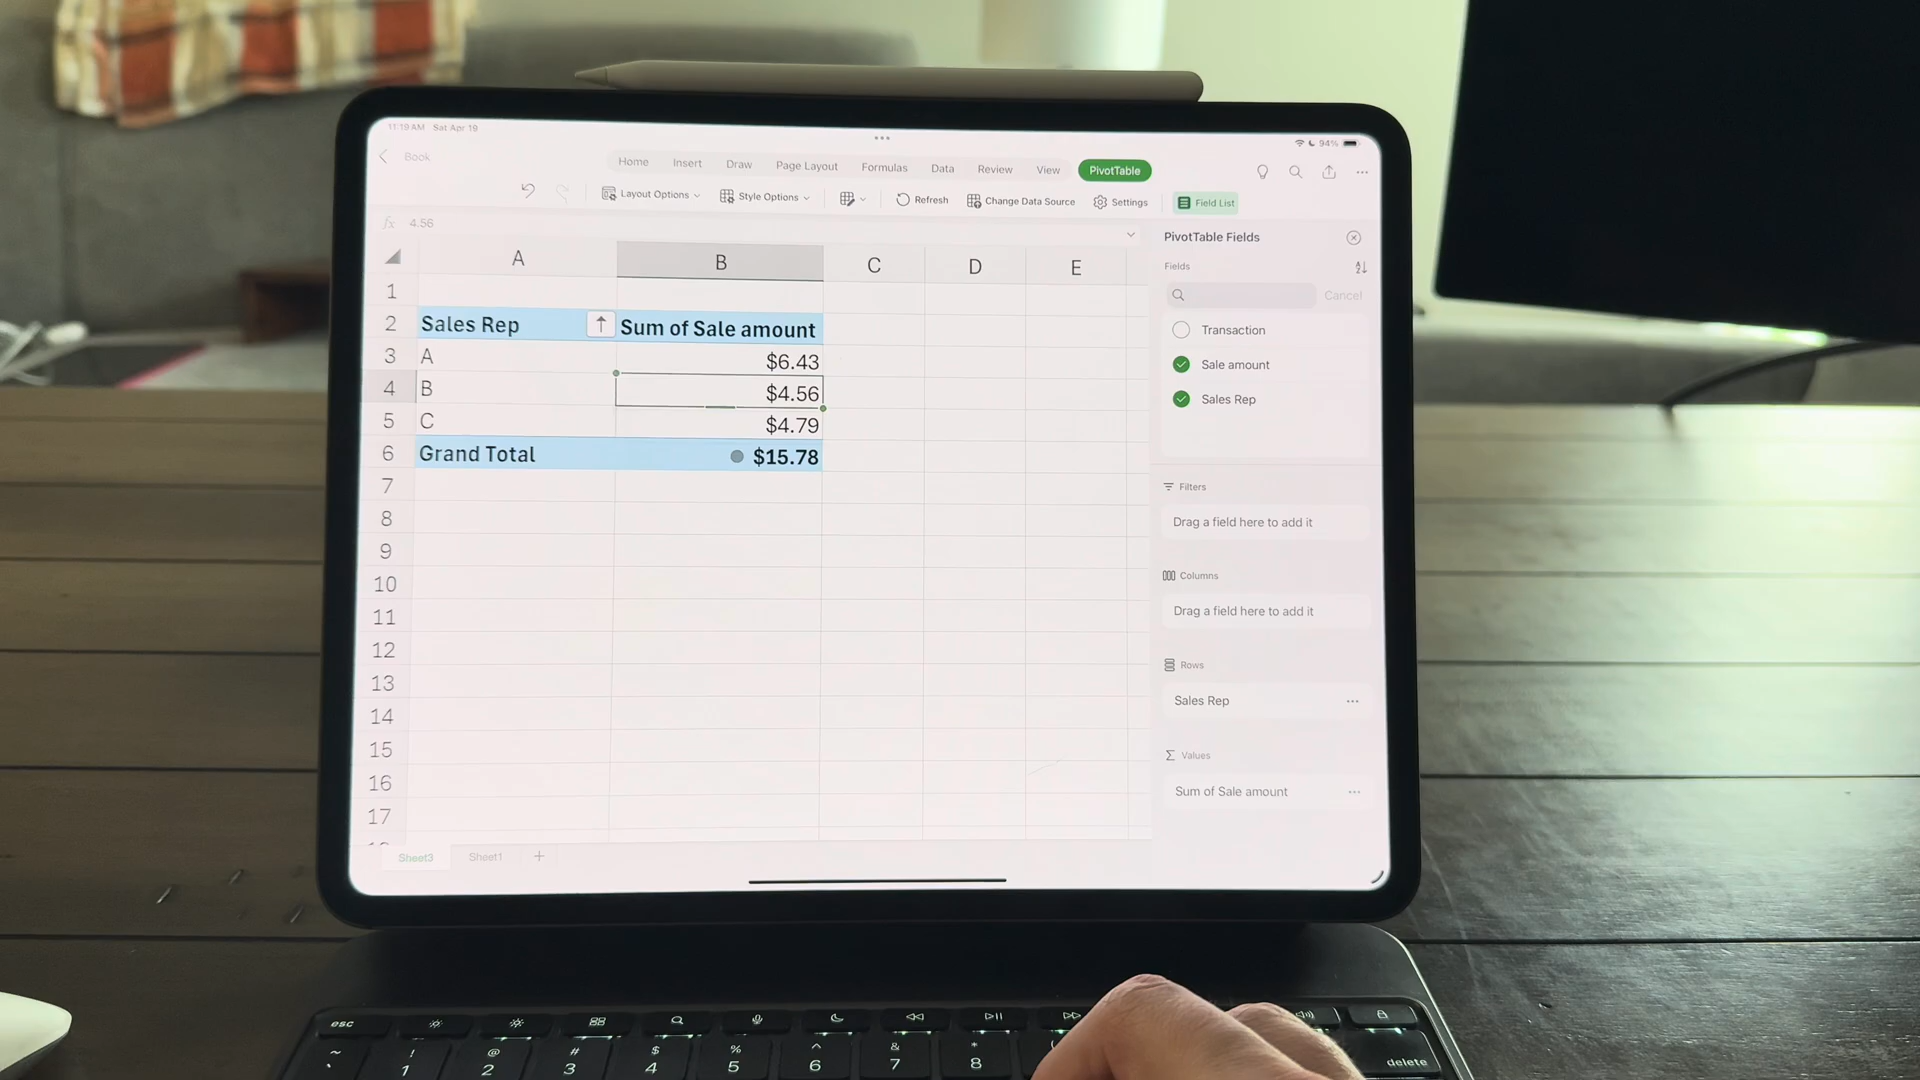 11:19 AM Sat Apr 19
94%
Book
Home Insert Draw Page Layout Formulas Data Review View PivotTable
Layout Options Style Options Refresh Change Data Source Settings Field List
fx 4.56
PivotTable Fields
A B C D E
Fields
1
Cancel
2 Sales Rep Sum of Sale amount
Transaction
3 A $6.43
Sale amount
4 B $4.56
Sales Rep
5 C $4.79
6 Grand Total $15.78
7
Filters
8
Drag a field here to add it
9
10
Columns
11
Drag a field here to add it
12
Rows
13
Sales Rep
14
15
Values
16
Sum of Sale amount
17
Sheet3 Sheet1 +
esc
~ ! @ # $ % ^ & *
` 1 2 3 4 5 6 7 8 delete